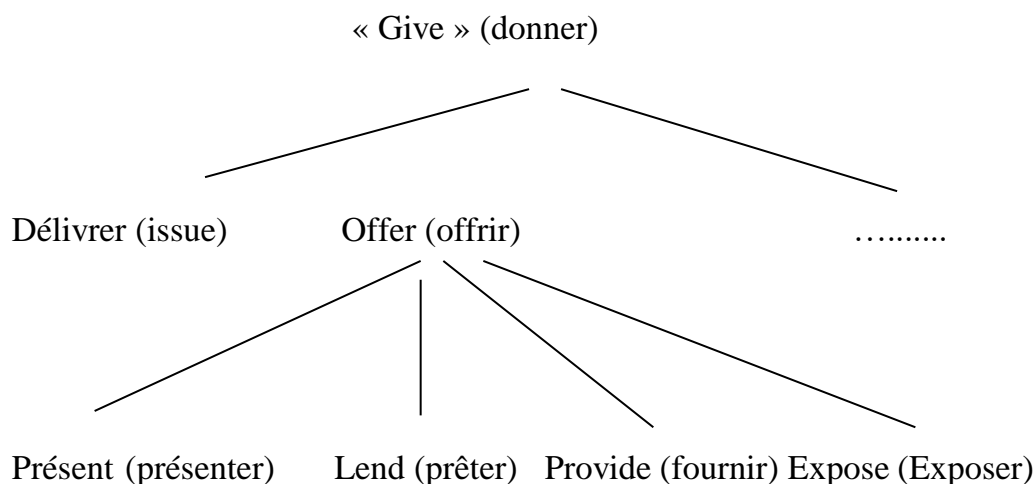 « Give » (donner)
Délivrer (issue) Offer (offrir) ….......
Présent (présenter) Lend (prêter) Provide (fournir) Expose (Exposer)